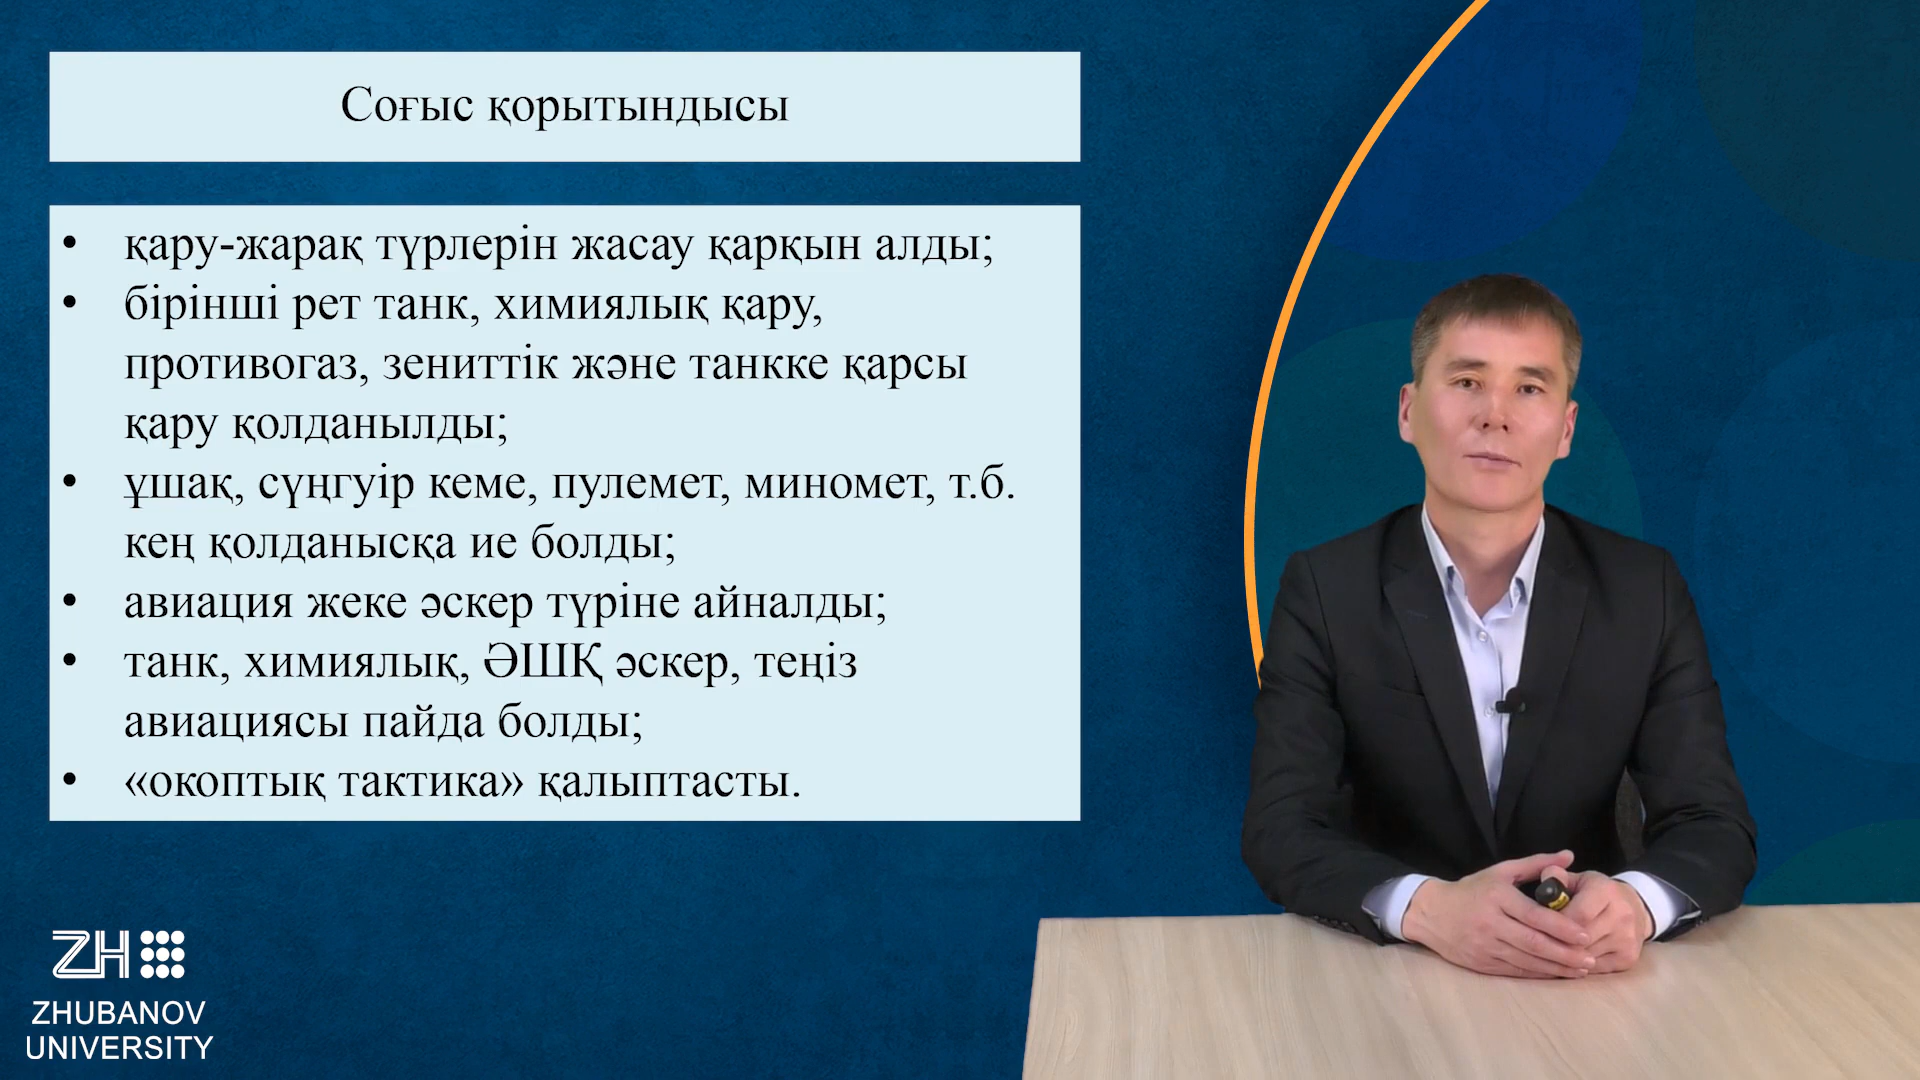 Соғыс қорытындысы
• қару-жарақ түрлерін жасау қарқын алды;
• бірінші рет танк, химиялық қару,
противогаз, зениттік және танкке қарсы
қару қолданылды;
• ұшақ, сүңгуір кеме, пулемет, миномет, т.б.
кең қолданысқа ие болды;
• авиация жеке әскер түріне айналды;
• танк, химиялық, ӘШҚ әскер, теңіз
авиациясы пайда болды;
• «окоптық тактика» қалыптасты.
ZH
ZHUBANOV
UNIVERSITY